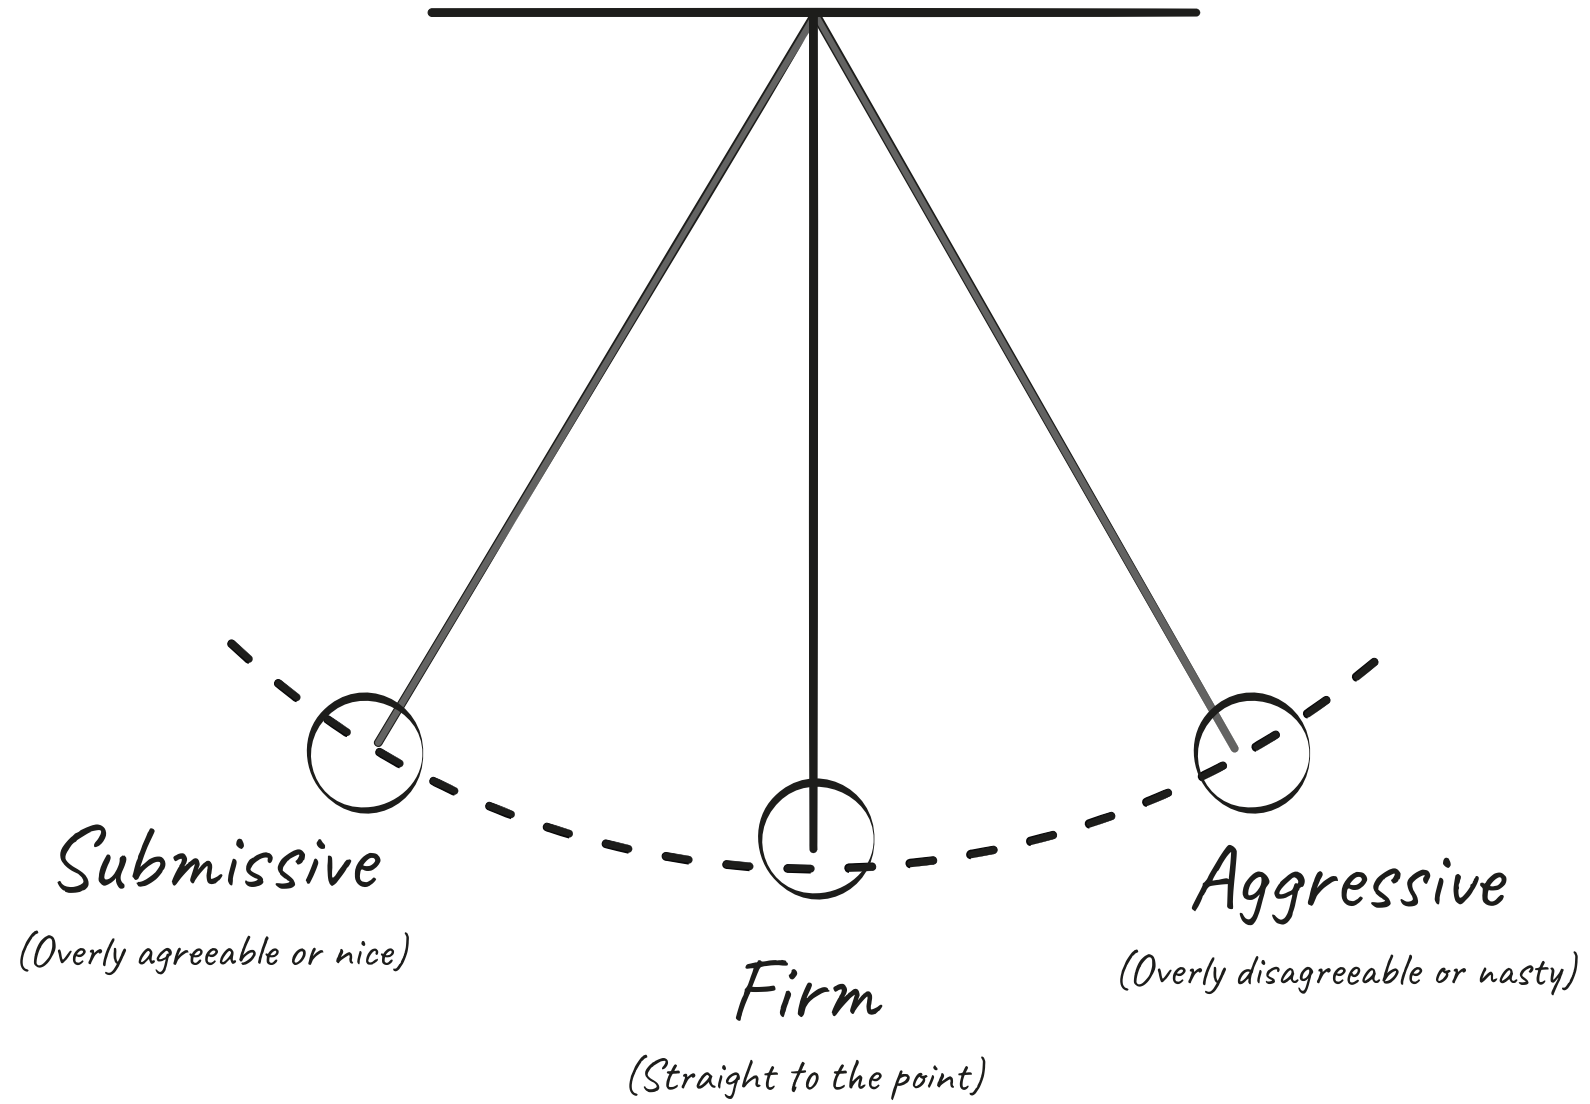 Submissive
(Overly agreeable or nice)
Firm
(Straight to the point)
Aggressive
(Overly disagreeable or nasty)